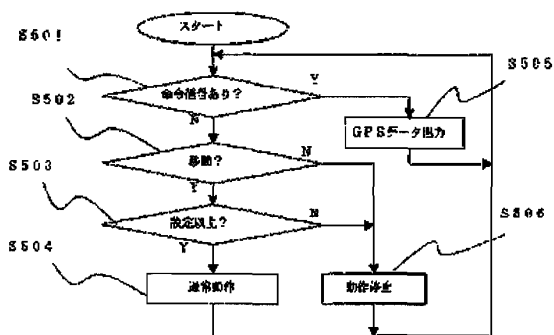 スタート
S501
命令信号あり?
Y
S505
S502
N
GPSデータ出力
移動?
N
S503
Y
設定以上?
N
S506
Y
S504
通常動作
動作停止